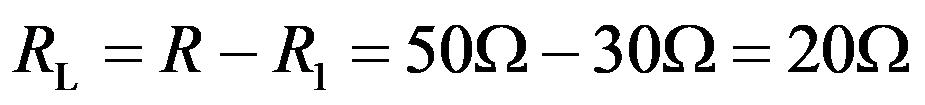 R_L = R − R_1 = 50Ω − 30Ω = 20Ω